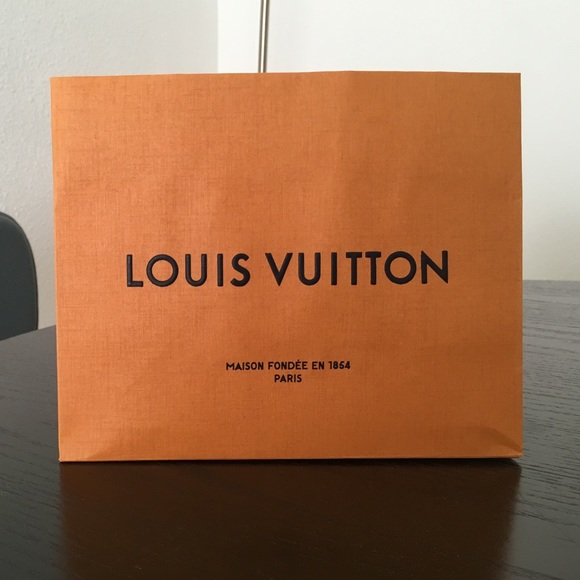 LOUIS VUITTON
MAISON FONDÉE EN 1854
PARIS